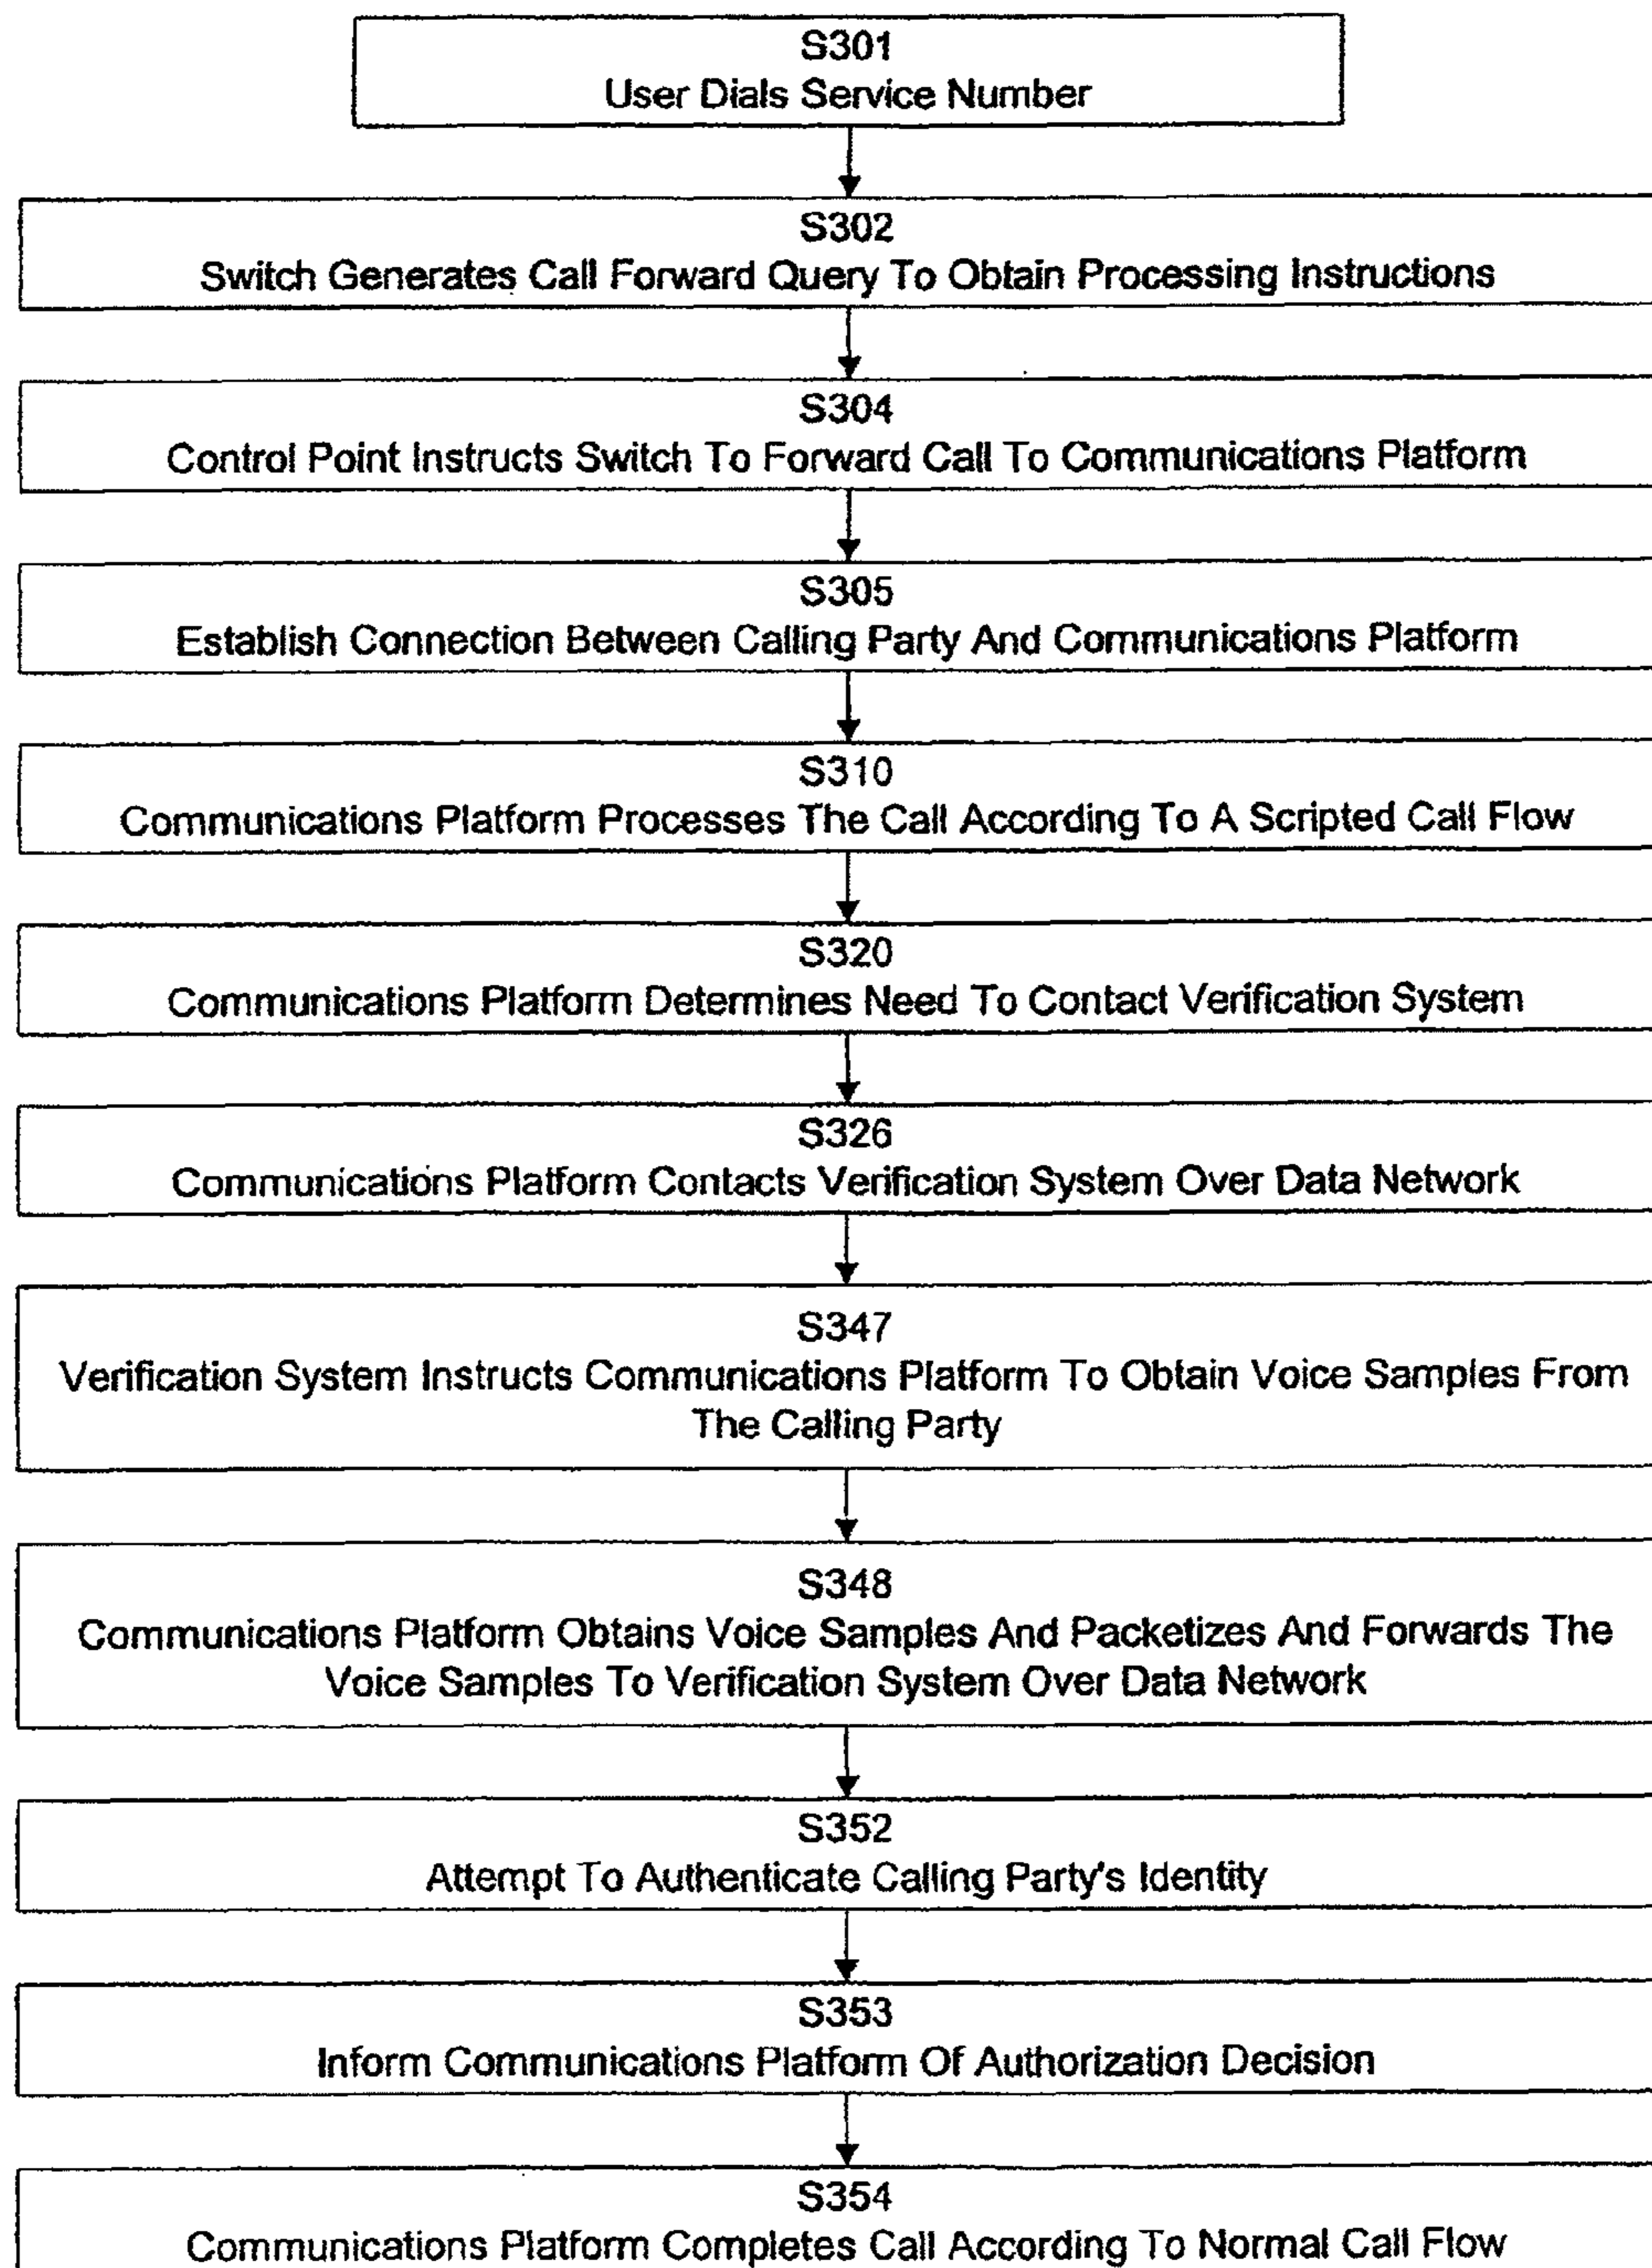 S301
User Dials Service Number
S302
Switch Generates Call Forward Query To Obtain Processing Instructions
S304
Control Point Instructs Switch To Forward Call To Communications Platform
S305
Establish Connection Between Calling Party And Communications Platform
S310
Communications Platform Processes The Call According To A Scripted Call Flow
S320
Communications Platform Determines Need To Contact Verification System
S326
Communications Platform Contacts Verification System Over Data Network
S347
Verification System Instructs Communications Platform To Obtain Voice Samples From
The Calling Party
S348
Communications Platform Obtains Voice Samples And Packetizes And Forwards The
Voice Samples To Verification System Over Data Network
S352
Attempt To Authenticate Calling Party's Identity
S353
Inform Communications Platform Of Authorization Decision
S354
Communications Platform Completes Call According To Normal Call Flow